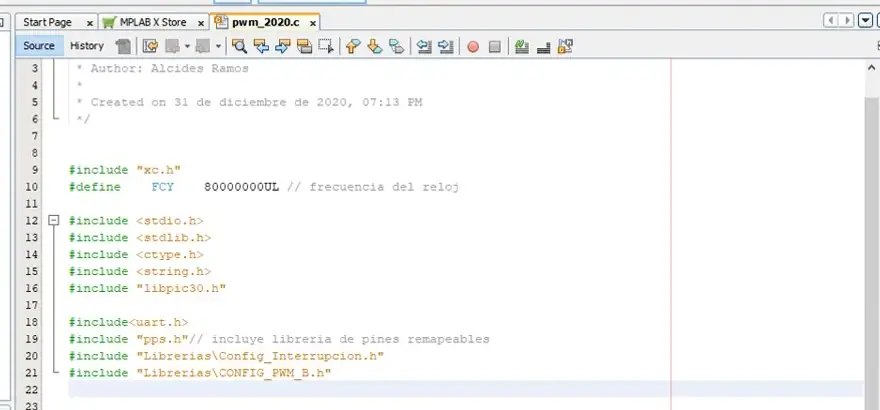 Start Page x MPLAB X Store x pwm_2020.c x
Source History
3 * Author: Alcides Ramos
4 *
5 * Created on 31 de diciembre de 2020, 07:13 PM
6 */
7
8
9 #include "xc.h"
10 #define FCY 80000000UL // frecuencia del reloj
11
12 #include <stdio.h>
13 #include <stdlib.h>
14 #include <ctype.h>
15 #include <string.h>
16 #include "libpic30.h"
17
18 #include<uart.h>
19 #include "pps.h"// incluye libreria de pines remapeables
20 #include "Librerias\Config_Interrupcion.h"
21 #include "Librerias\CONFIG_PWM_B.h"
22
23